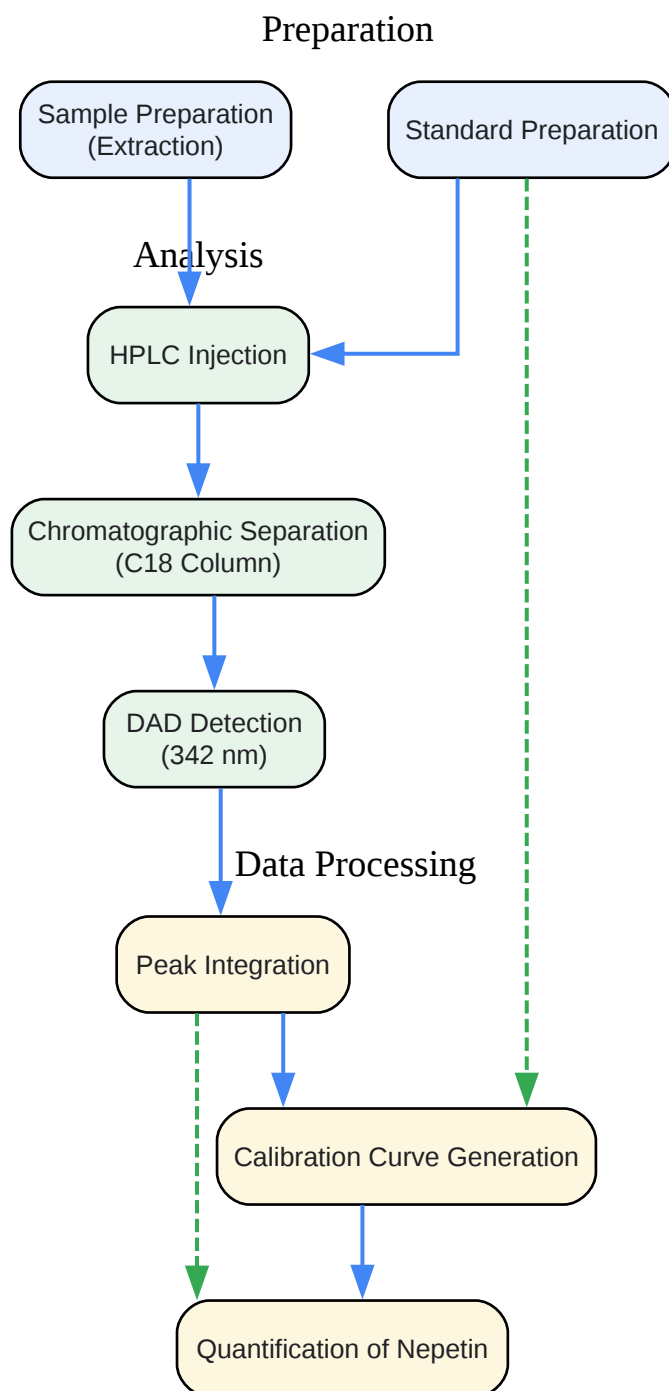 Preparation
Sample Preparation
(Extraction)
Standard Preparation
Analysis
HPLC Injection
Chromatographic Separation
(C18 Column)
DAD Detection
(342 nm)
Data Processing
Peak Integration
Calibration Curve Generation
Quantification of Nepetin